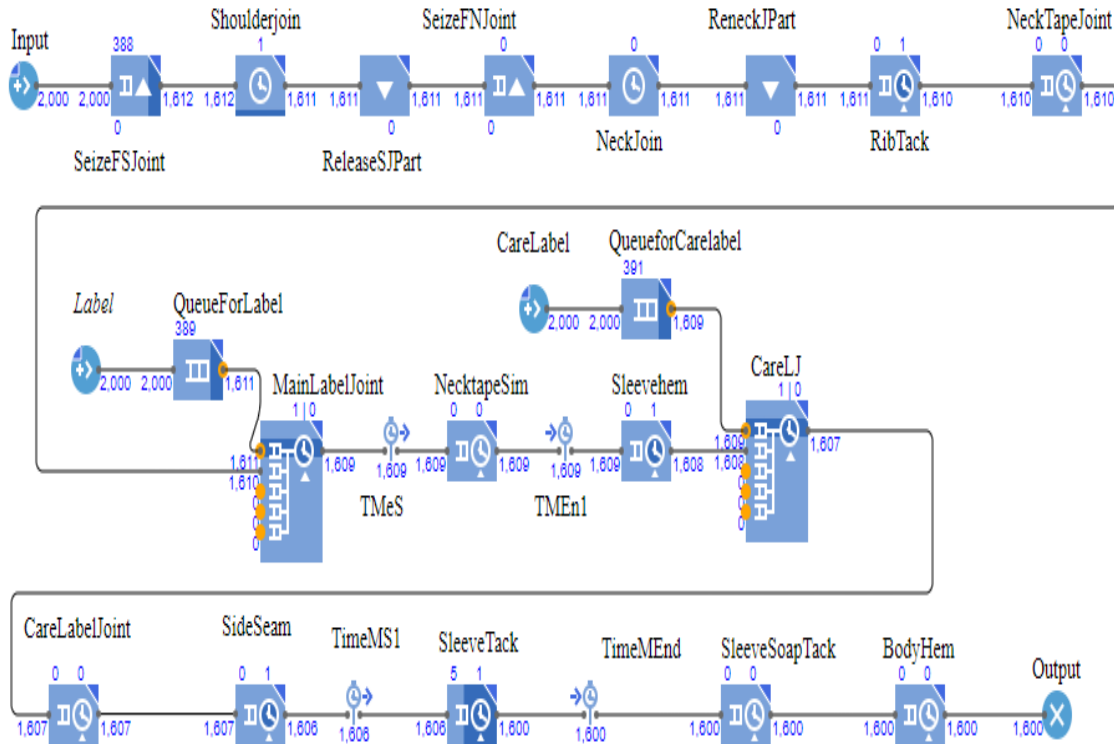 Shoulderjoin SeizeFNJoint ReneckJPart NeckTapeJoint
Input 388 1 0 0 0 1 0 0
2,000 2,000 1,612 1,612 1,611 1,611 1,611 1,611 1,611 1,611 1,611 1,611 1,611 1,611 1,610 1,610 1,610
0 0 0 0
SeizeFSJoint ReleaseSJPart NeckJoin RibTack
CareLabel QueueforCarelabel
391
2,000 2,000 1,609
Label QueueForLabel
389
2,000 2,000 1,611
MainLabelJoint NecktapeSim Sleevehem CareLJ
1 | 0 0 0 0 1 1 | 0
1,611 1,609 1,609 1,609 1,609 1,609 1,609 1,608 1,609 1,607
1,610 1,608
0 0
0 0
0 0
TMeS TMEn1
CareLabelJoint SideSeam TimeMS1 SleeveTack TimeMEnd SleeveSoapTack BodyHem Output
0 0 0 1 5 1 0 0 0 0
1,607 1,607 1,607 1,606 1,606 1,606 1,600 1,600 1,600 1,600 1,600 1,600 1,600